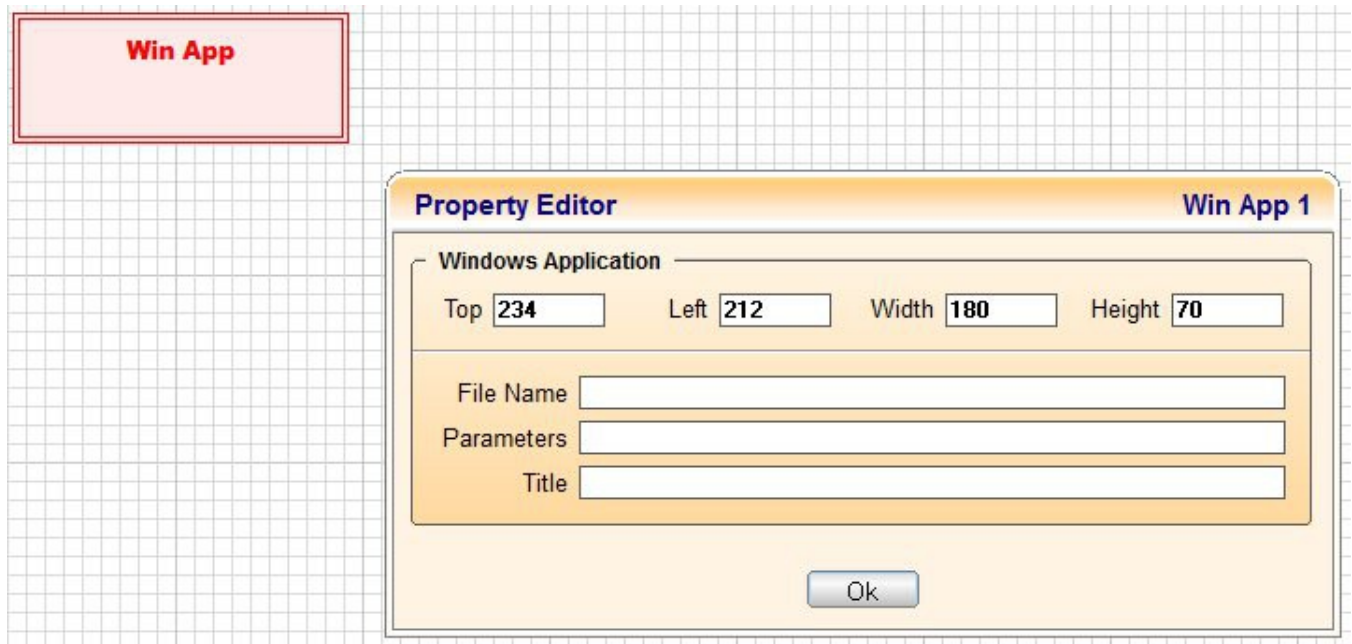 Win App
Property Editor Win App 1
Windows Application
Top 234 Left 212 Width 180 Height 70
File Name
Parameters
Title
Ok